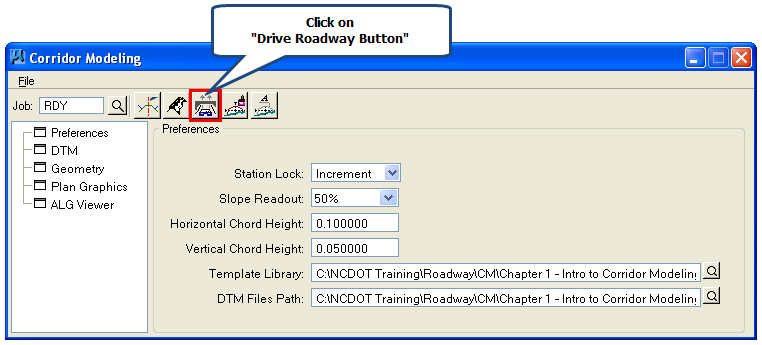 Click on
"Drive Roadway Button"
Corridor Modeling
File
Job: RDY
Preferences
DTM
Geometry
Plan Graphics
ALG Viewer
Preferences
Station Lock: Increment
Slope Readout: 50%
Horizontal Chord Height: 0.100000
Vertical Chord Height: 0.050000
Template Library: C:\NCDOT Training\Roadway\CM\Chapter 1 - Intro to Corridor Modeling
DTM Files Path: C:\NCDOT Training\Roadway\CM\Chapter 1 - Intro to Corridor Modeling